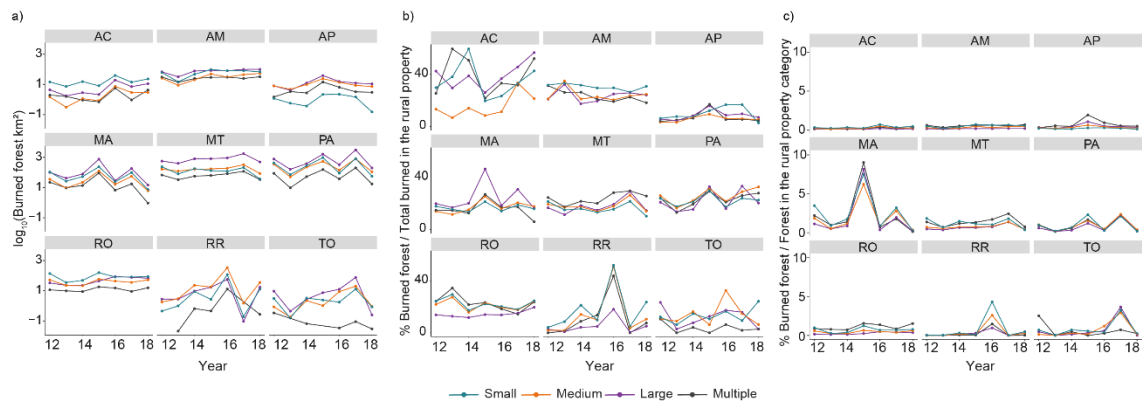 a)
log₁₀(Burned forest km²)
AC AM AP
3
1
−1
MA MT PA
3
1
−1
RO RR TO
3
1
−1
12 14 16 18 12 14 16 18 12 14 16 18
Year
b)
% Burned forest / Total burned in the rural property
AC AM AP
40
20
0
MA MT PA
40
20
0
RO RR TO
40
20
0
12 14 16 18 12 14 16 18 12 14 16 18
Year
c)
% Burned forest / Forest in the rural property category
AC AM AP
10
5
0
MA MT PA
10
5
0
RO RR TO
10
5
0
12 14 16 18 12 14 16 18 12 14 16 18
Year
Small Medium Large Multiple